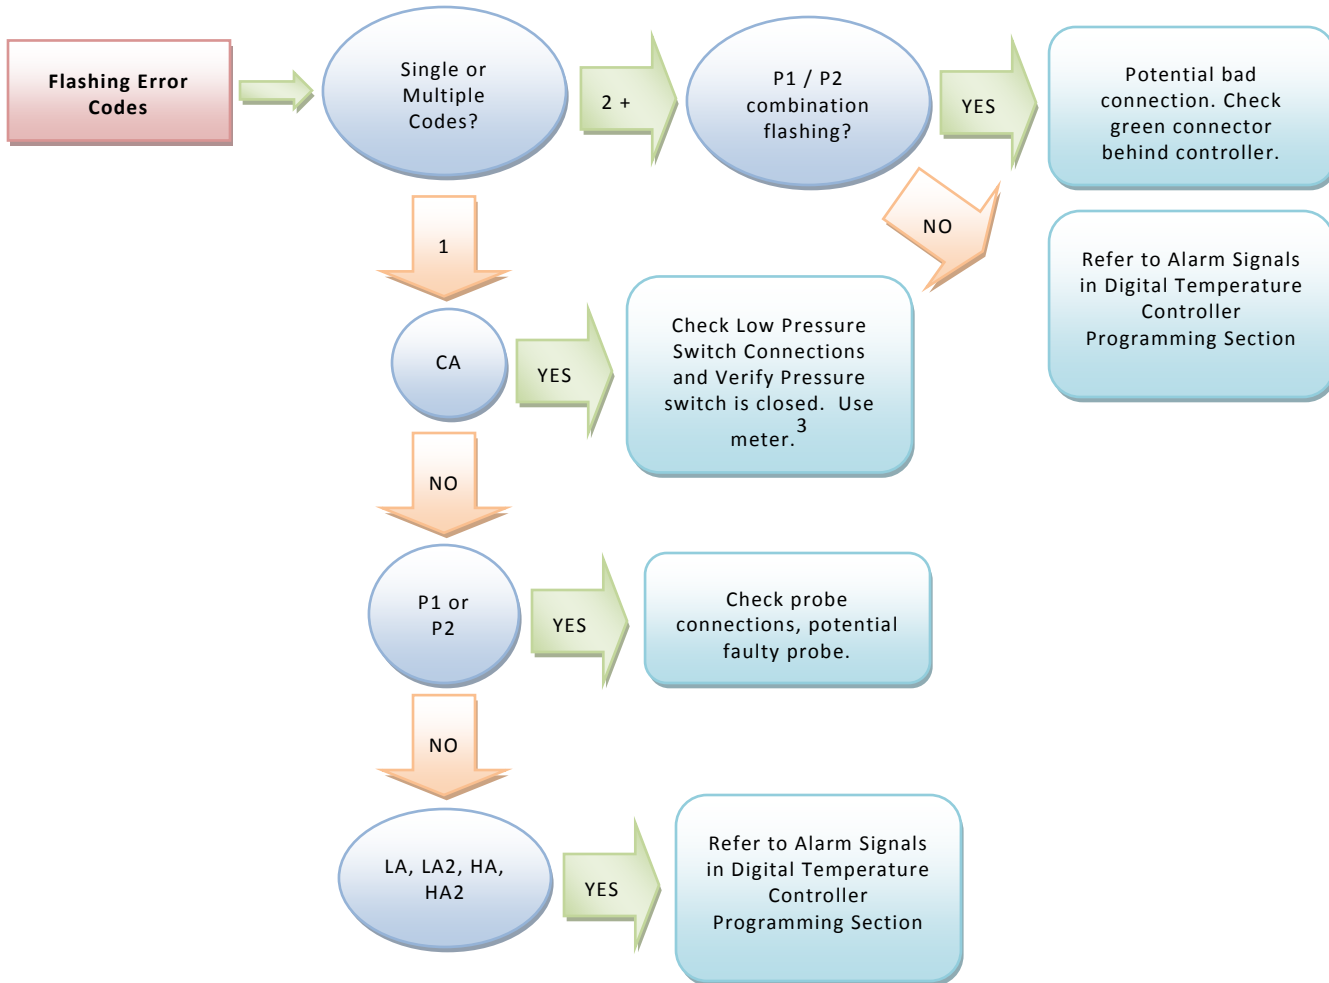 Flashing Error
Codes
Single or
Multiple
Codes?
2 +
P1 / P2
combination
flashing?
YES
Potential bad
connection. Check
green connector
behind controller.
NO
Refer to Alarm Signals
in Digital Temperature
Controller
Programming Section
1
CA
YES
Check Low Pressure
Switch Connections
and Verify Pressure
switch is closed.  Use
meter.3
NO
P1 or
P2
YES
Check probe
connections, potential
faulty probe.
NO
LA, LA2, HA,
HA2
YES
Refer to Alarm Signals
in Digital Temperature
Controller
Programming Section